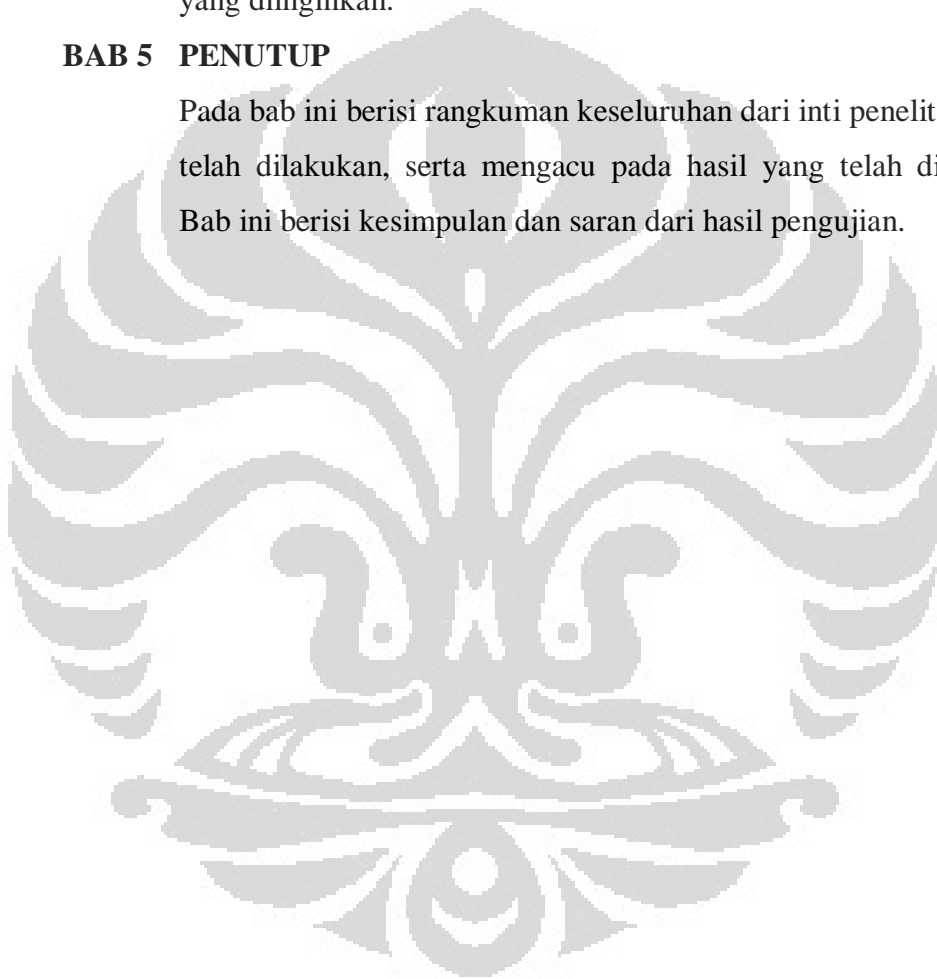 yang diinginkan.
BAB 5 PENUTUP
Pada bab ini berisi rangkuman keseluruhan dari inti penelit
telah dilakukan, serta mengacu pada hasil yang telah di
Bab ini berisi kesimpulan dan saran dari hasil pengujian.